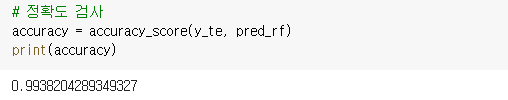 # 정확도 검사
accuracy = accuracy_score(y_te, pred_rf)
print(accuracy)
0.9938204289349327